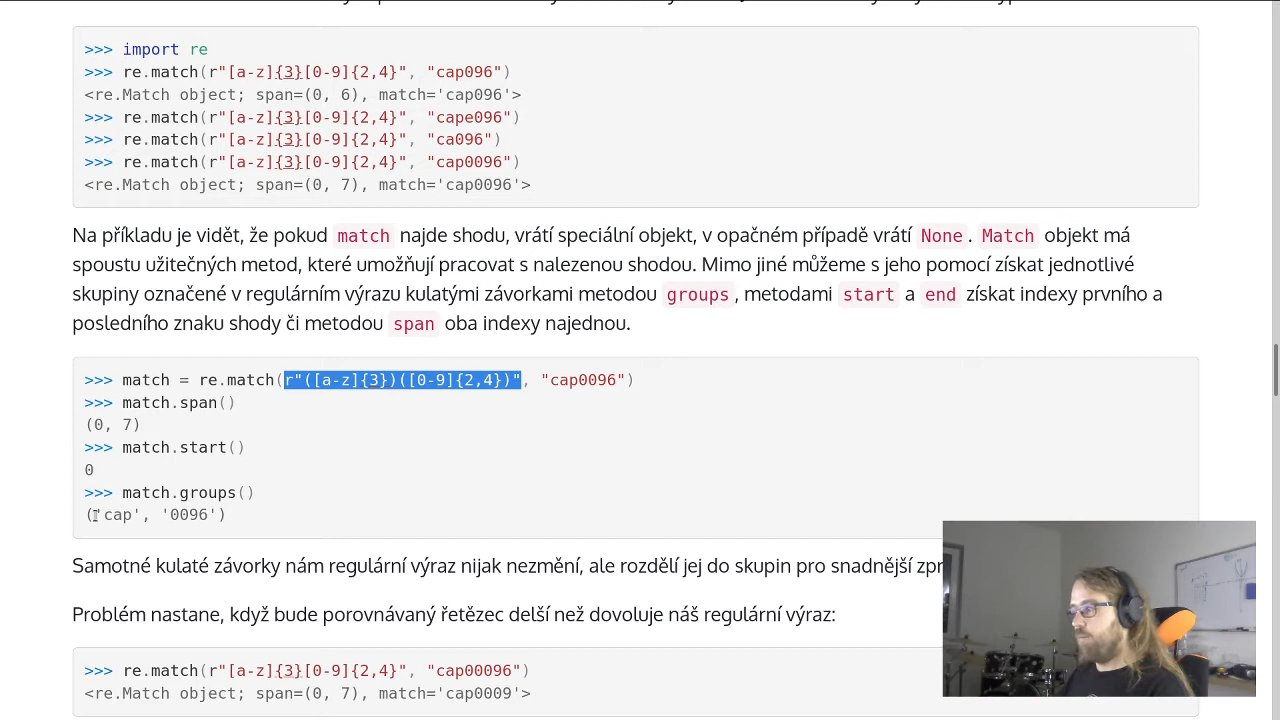 >>> import re
>>> re.match(r"[a-z]{3}[0-9]{2,4}", "cap096")
<re.Match object; span=(0, 6), match='cap096'>
>>> re.match(r"[a-z]{3}[0-9]{2,4}", "cape096")
>>> re.match(r"[a-z]{3}[0-9]{2,4}", "ca096")
>>> re.match(r"[a-z]{3}[0-9]{2,4}", "cap0096")
<re.Match object; span=(0, 7), match='cap0096'>
Na příkladu je vidět, že pokud match najde shodu, vrátí speciální objekt, v opačném případě vrátí None. Match objekt má
spoustu užitečných metod, které umožňují pracovat s nalezenou shodou. Mimo jiné můžeme s jeho pomocí získat jednotlivé
skupiny označené v regulárním výrazu kulatými závorkami metodou groups, metodami start a end získat indexy prvního a
posledního znaku shody či metodou span oba indexy najednou.
>>> match = re.match(r"([a-z]{3})([0-9]{2,4})", "cap0096")
>>> match.span()
(0, 7)
>>> match.start()
0
>>> match.groups()
('cap', '0096')
Samotné kulaté závorky nám regulární výraz nijak nezmění, ale rozdělí jej do skupin pro snadnější
Problém nastane, když bude porovnávaný řetězec delší než dovoluje náš regulární výraz:
>>> re.match(r"[a-z]{3}[0-9]{2,4}", "cap00096")
<re.Match object; span=(0, 7), match='cap0009'>